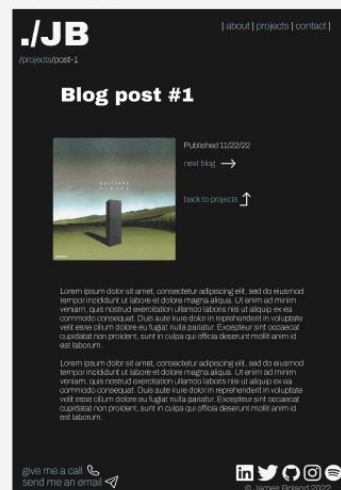 ./JB
| about | projects | contact |
/projects/post-1
Blog post #1
Published 11/22/22
next blog
back to projects
Lorem ipsum dolor sit amet, consectetur adipiscing elit, sed do eiusmod
tempor incididunt ut labore et dolore magna aliqua. Ut enim ad minim
veniam, quis nostrud exercitation ullamco laboris nisi ut aliquip ex ea
commodo consequat. Duis aute irure dolor in reprehenderit in voluptate
velit esse cillum dolore eu fugiat nulla pariatur. Excepteur sint occaecat
cupidatat non proident, sunt in culpa qui officia deserunt mollit anim id
est laborum.
Lorem ipsum dolor sit amet, consectetur adipiscing elit, sed do eiusmod
tempor incididunt ut labore et dolore magna aliqua. Ut enim ad minim
veniam, quis nostrud exercitation ullamco laboris nisi ut aliquip ex ea
commodo consequat. Duis aute irure dolor in reprehenderit in voluptate
velit esse cillum dolore eu fugiat nulla pariatur. Excepteur sint occaecat
cupidatat non proident, sunt in culpa qui officia deserunt mollit anim id
est laborum.
give me a call
send me an email
© James Boland 2022